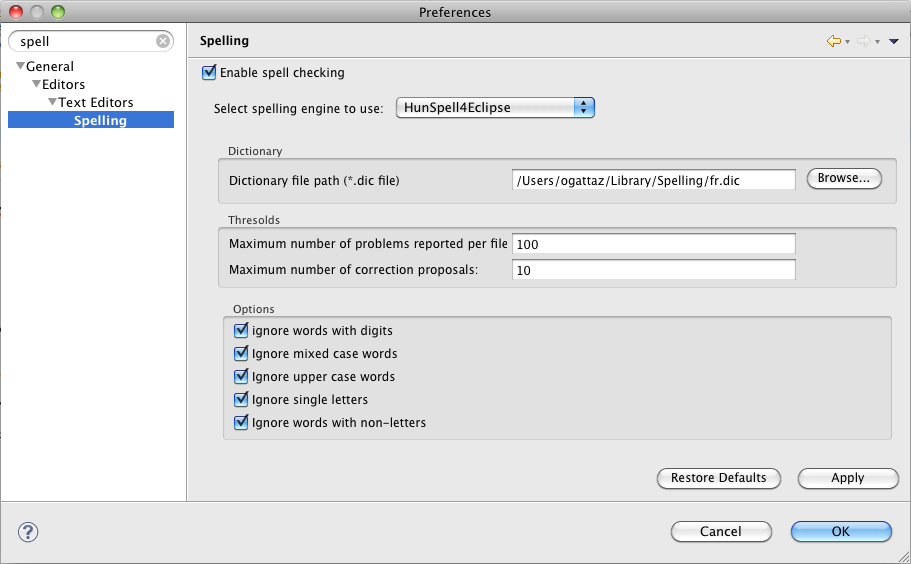 Preferences
spell
General
Editors
Text Editors
Spelling
Spelling
Enable spell checking
Select spelling engine to use: HunSpell4Eclipse
Dictionary
Dictionary file path (*.dic file) /Users/ogattaz/Library/Spelling/fr.dic Browse...
Thresolds
Maximum number of problems reported per file 100
Maximum number of correction proposals: 10
Options
ignore words with digits
Ignore mixed case words
Ignore upper case words
Ignore single letters
Ignore words with non-letters
Restore Defaults Apply
? Cancel OK